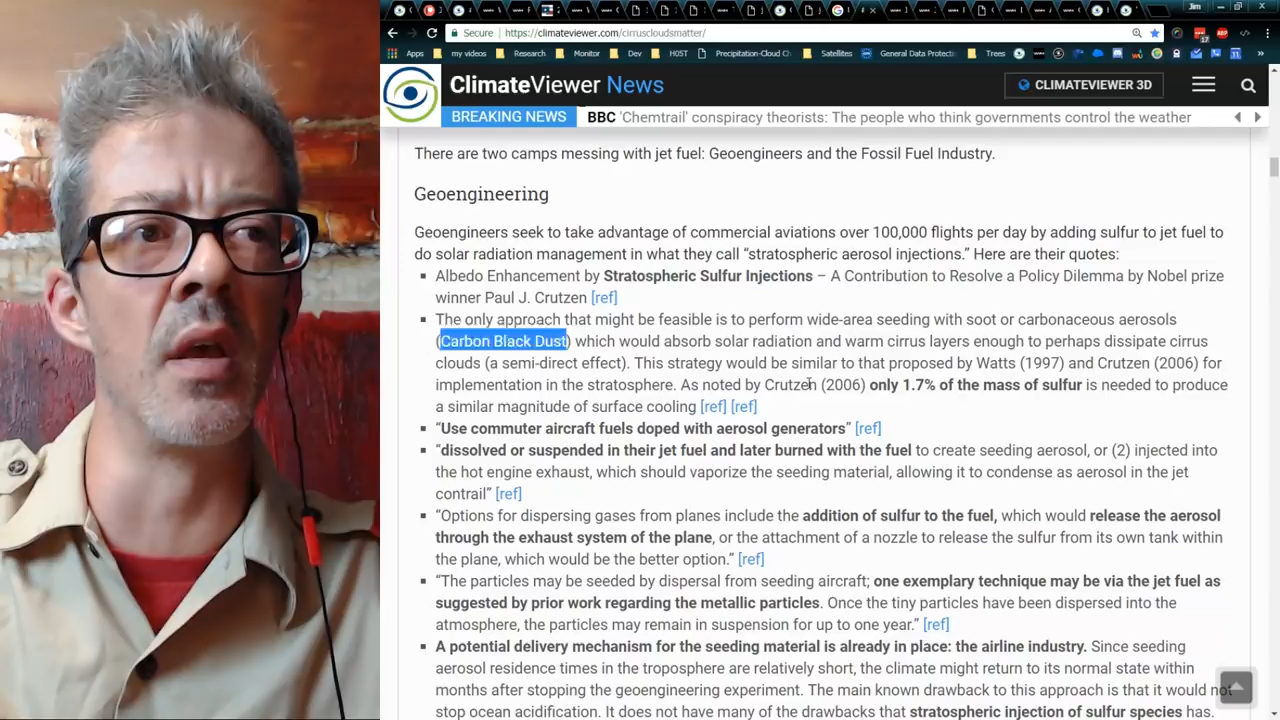 Jim
Secure https://climateviewer.com/cirruscloudsmatter/
Apps my videos Research Monitor Dev H0ST Precipitation-Cloud Ch Satellites General Data Protecti Trees
ClimateViewer News
CLIMATEVIEWER 3D
BREAKING NEWS BBC 'Chemtrail' conspiracy theorists: The people who think governments control the weather
There are two camps messing with jet fuel: Geoengineers and the Fossil Fuel Industry.
Geoengineering
Geoengineers seek to take advantage of commercial aviations over 100,000 flights per day by adding sulfur to jet fuel to
do solar radiation management in what they call “stratospheric aerosol injections.” Here are their quotes:
Albedo Enhancement by Stratospheric Sulfur Injections – A Contribution to Resolve a Policy Dilemma by Nobel prize
winner Paul J. Crutzen [ref]
The only approach that might be feasible is to perform wide-area seeding with soot or carbonaceous aerosols
(Carbon Black Dust) which would absorb solar radiation and warm cirrus layers enough to perhaps dissipate cirrus
clouds (a semi-direct effect). This strategy would be similar to that proposed by Watts (1997) and Crutzen (2006) for
implementation in the stratosphere. As noted by Crutzen (2006) only 1.7% of the mass of sulfur is needed to produce
a similar magnitude of surface cooling [ref] [ref]
“Use commuter aircraft fuels doped with aerosol generators” [ref]
“dissolved or suspended in their jet fuel and later burned with the fuel to create seeding aerosol, or (2) injected into
the hot engine exhaust, which should vaporize the seeding material, allowing it to condense as aerosol in the jet
contrail” [ref]
“Options for dispersing gases from planes include the addition of sulfur to the fuel, which would release the aerosol
through the exhaust system of the plane, or the attachment of a nozzle to release the sulfur from its own tank within
the plane, which would be the better option.” [ref]
“The particles may be seeded by dispersal from seeding aircraft; one exemplary technique may be via the jet fuel as
suggested by prior work regarding the metallic particles. Once the tiny particles have been dispersed into the
atmosphere, the particles may remain in suspension for up to one year.” [ref]
A potential delivery mechanism for the seeding material is already in place: the airline industry. Since seeding
aerosol residence times in the troposphere are relatively short, the climate might return to its normal state within
months after stopping the geoengineering experiment. The main known drawback to this approach is that it would not
stop ocean acidification. It does not have many of the drawbacks that stratospheric injection of sulfur species has.